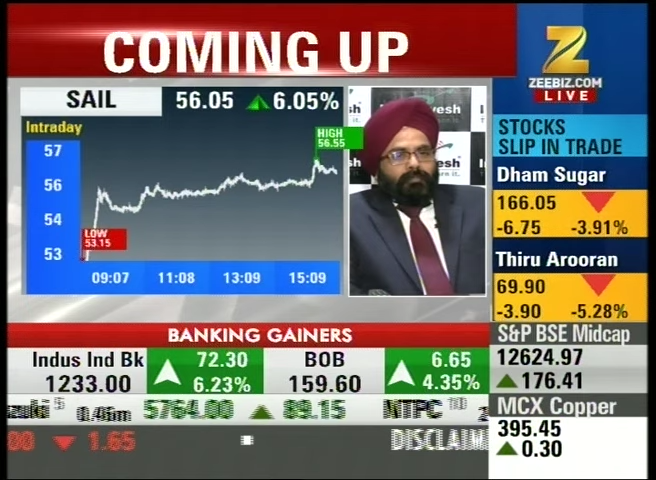 COMING UP
ZEEBIZ.COM
LIVE
SAIL 56.05 6.05%
Intraday
57
56
54
53
HIGH
56.55
LOW
53.15
09:07 11:08 13:09 15:09
STOCKS
SLIP IN TRADE
Dham Sugar
166.05
-6.75 -3.91%
Thiru Arooran
69.90
-3.90 -5.28%
BANKING GAINERS
Indus Ind Bk 72.30 BOB 6.65
1233.00 6.23% 159.60 4.35%
S&P BSE Midcap
12624.97
176.41
MCX Copper
395.45
0.30
0.46m 5764.00 89.15 NTPC
00 1.65 DISCLAIM